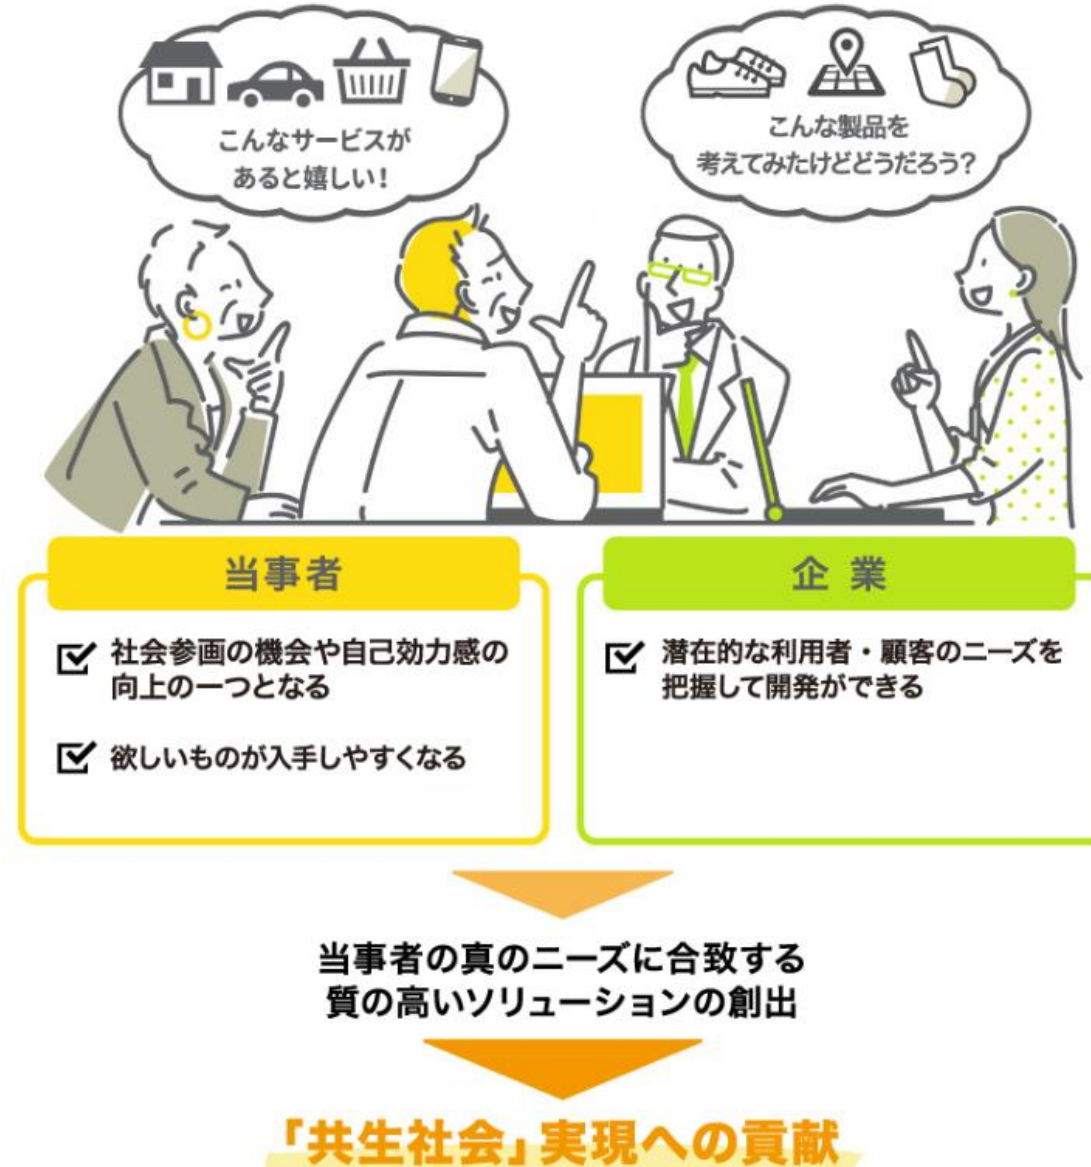 こんなサービスが
あると嬉しい!
こんな製品を
考えてみたけどどうだろう?
当事者
社会参画の機会や自己効力感の
向上の一つとなる
欲しいものが入手しやすくなる
企業
潜在的な利用者・顧客のニーズを
把握して開発ができる
当事者の真のニーズに合致する
質の高いソリューションの創出
「共生社会」実現への貢献